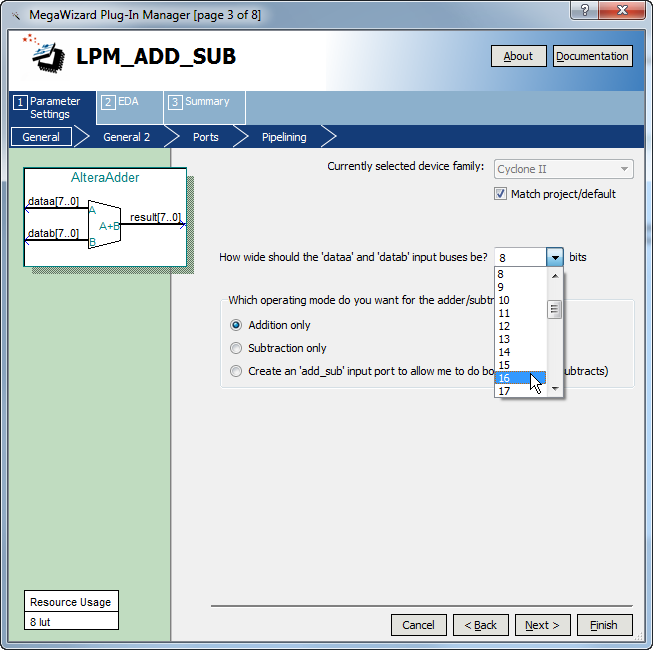 MegaWizard Plug-In Manager [page 3 of 8]
LPM_ADD_SUB
About
Documentation
1 Parameter Settings
2 EDA
3 Summary
General
General 2
Ports
Pipelining
AlteraAdder
dataa[7..0]
A
A+B
result[7..0]
datab[7..0]
B
Currently selected device family:
Cyclone II
Match project/default
How wide should the 'dataa' and 'datab' input buses be?
8
bits
8
9
10
11
12
13
14
15
16
17
Which operating mode do you want for the adder/subtr
Addition only
Subtraction only
Create an 'add_sub' input port to allow me to do bo
ubtracts)
Resource Usage
8 lut
Cancel
< Back
Next >
Finish